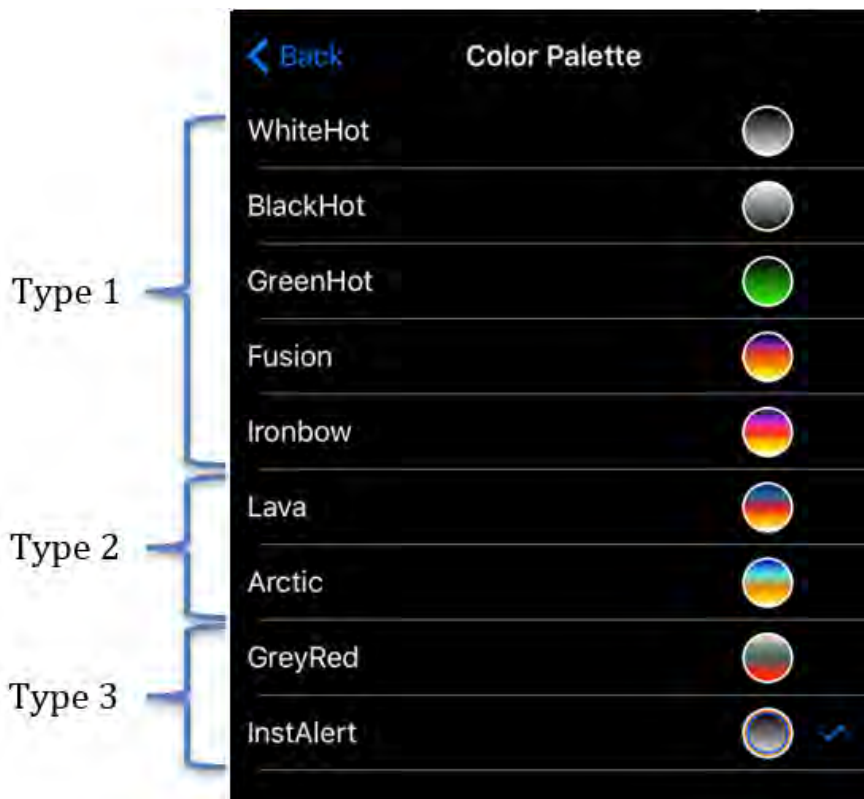 Back Color Palette
WhiteHot
BlackHot
Type 1
GreenHot
Fusion
Ironbow
Lava
Type 2
Arctic
GreyRed
Type 3
InstAlert